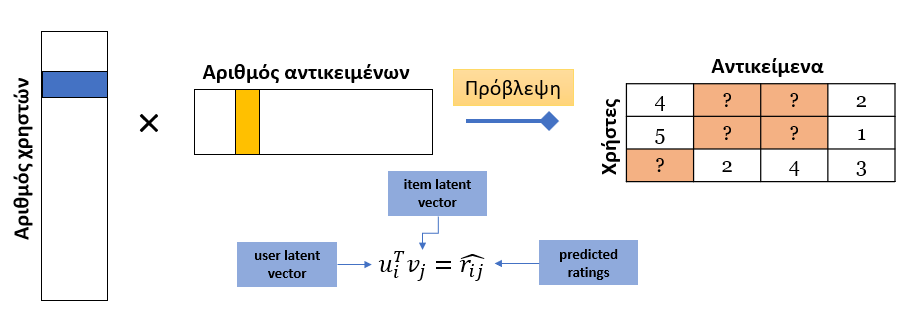 Αριθμός χρηστών
×
Αριθμός αντικειμένων
Πρόβλεψη
Αντικείμενα
Χρήστες
4 ? ? 2
5 ? ? 1
? 2 4 3
item latent
vector
user latent
vector
$u_i^T v_j = \widehat{r_{ij}}$
predicted
ratings